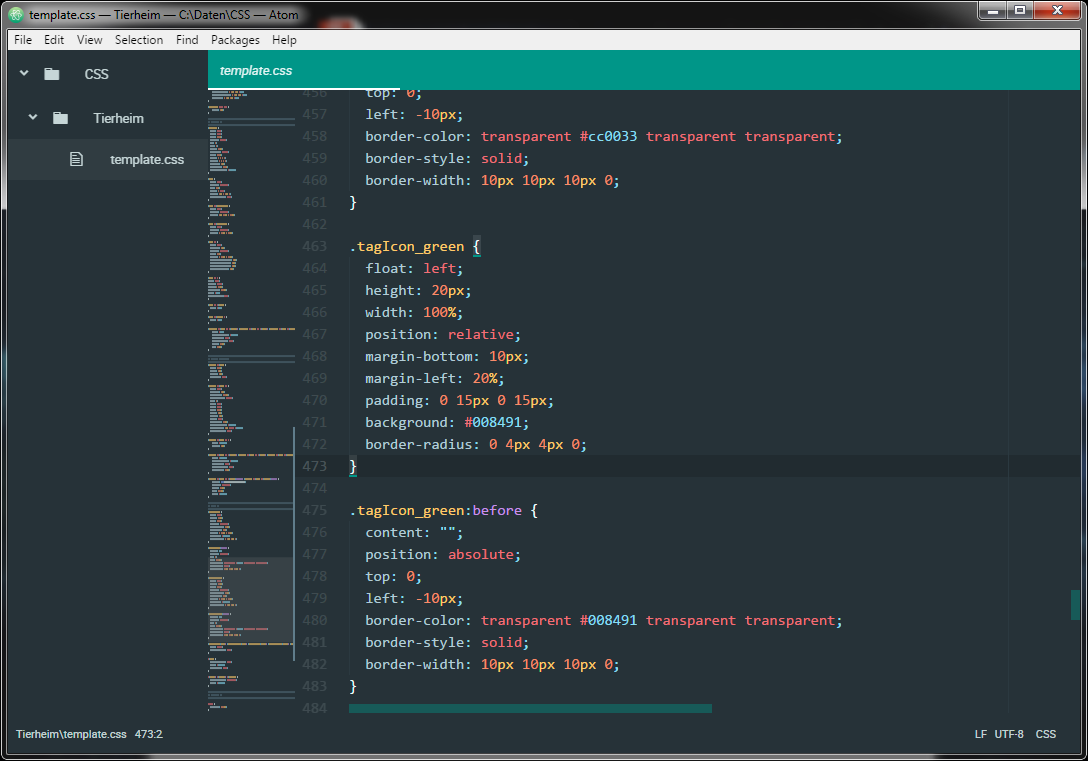 template.css — Tierheim — C:\Daten\CSS — Atom
File Edit View Selection Find Packages Help
CSS
Tierheim
template.css
template.css
456 top: 0;
457 left: -10px;
458 border-color: transparent #cc0033 transparent transparent;
459 border-style: solid;
460 border-width: 10px 10px 10px 0;
461 }
462
463 .tagIcon_green {
464 float: left;
465 height: 20px;
466 width: 100%;
467 position: relative;
468 margin-bottom: 10px;
469 margin-left: 20%;
470 padding: 0 15px 0 15px;
471 background: #008491;
472 border-radius: 0 4px 4px 0;
473 }
474
475 .tagIcon_green:before {
476 content: "";
477 position: absolute;
478 top: 0;
479 left: -10px;
480 border-color: transparent #008491 transparent transparent;
481 border-style: solid;
482 border-width: 10px 10px 10px 0;
483 }
484
Tierheim\template.css 473:2 LF UTF-8 CSS